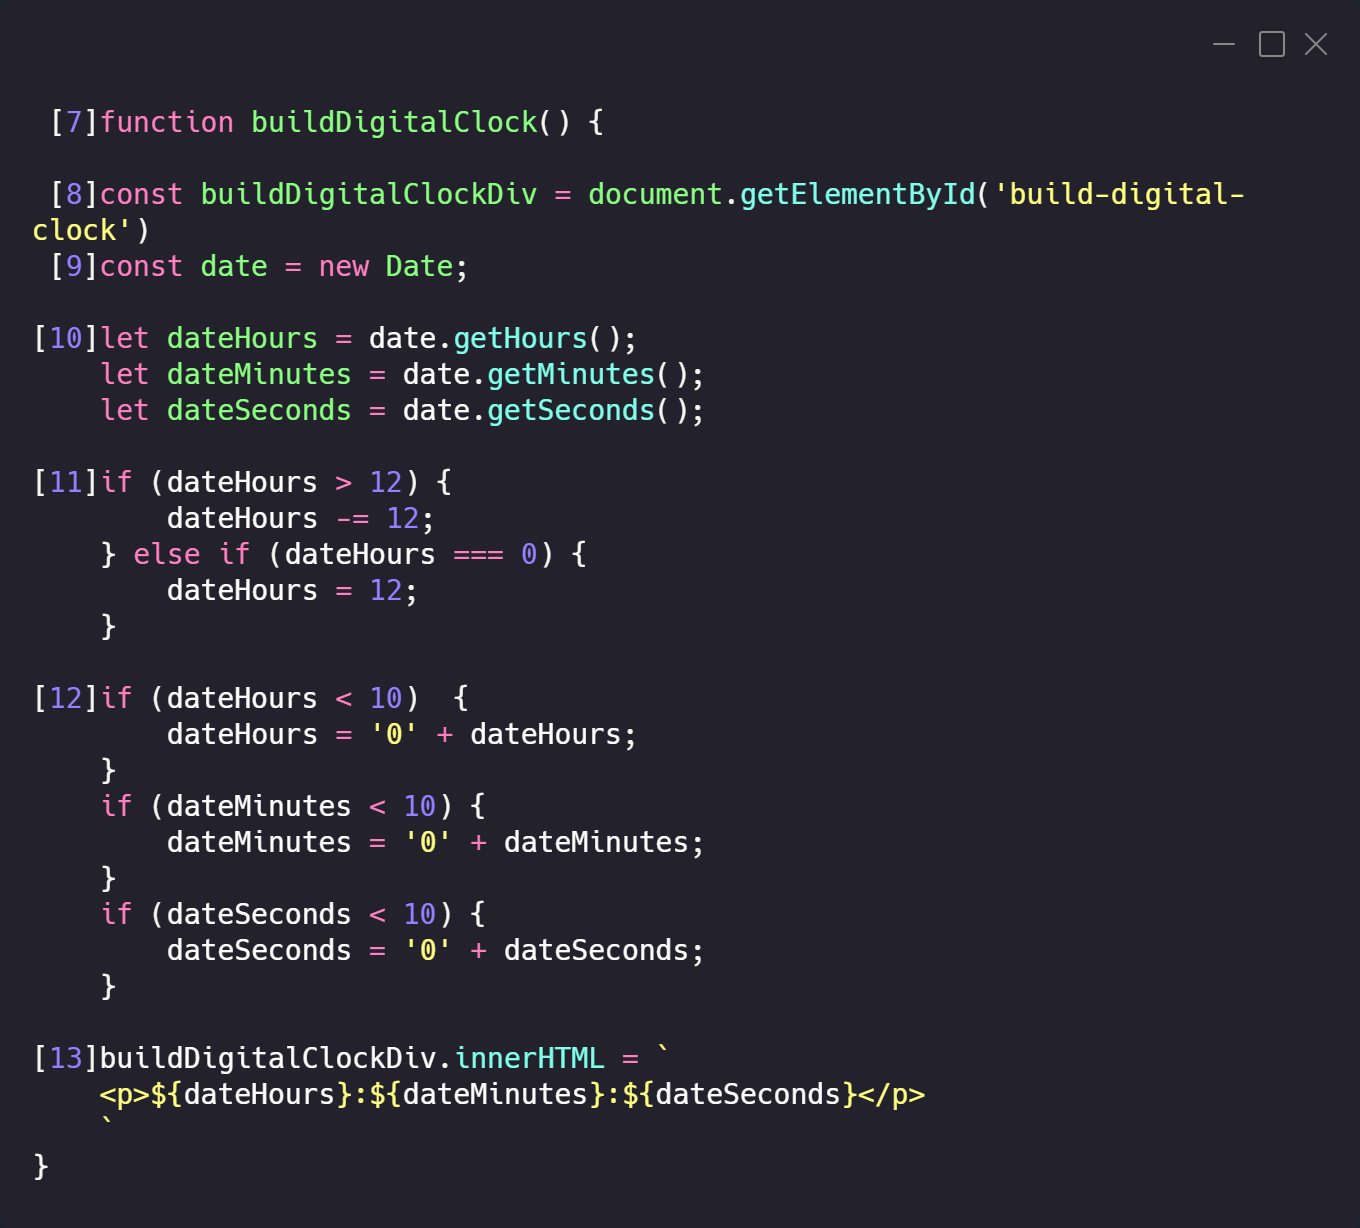 [7]function buildDigitalClock() {
[8]const buildDigitalClockDiv = document.getElementById('build-digital-
clock')
[9]const date = new Date;
[10]let dateHours = date.getHours();
let dateMinutes = date.getMinutes();
let dateSeconds = date.getSeconds();
[11]if (dateHours > 12) {
dateHours -= 12;
} else if (dateHours === 0) {
dateHours = 12;
}
[12]if (dateHours < 10)  {
dateHours = '0' + dateHours;
}
if (dateMinutes < 10) {
dateMinutes = '0' + dateMinutes;
}
if (dateSeconds < 10) {
dateSeconds = '0' + dateSeconds;
}
[13]buildDigitalClockDiv.innerHTML = `
<p>${dateHours}:${dateMinutes}:${dateSeconds}</p>
`
}